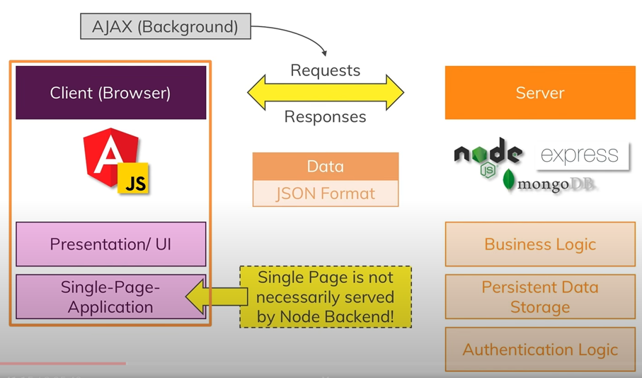 AJAX (Background)
Requests
Client (Browser)
Server
Responses
A
JS
node
JS
express
mongoDB.
Data
JSON Format
Presentation/ UI
Business Logic
Single-Page-
Application
Single Page is not
necessarily served
by Node Backend!
Persistent Data
Storage
Authentication Logic